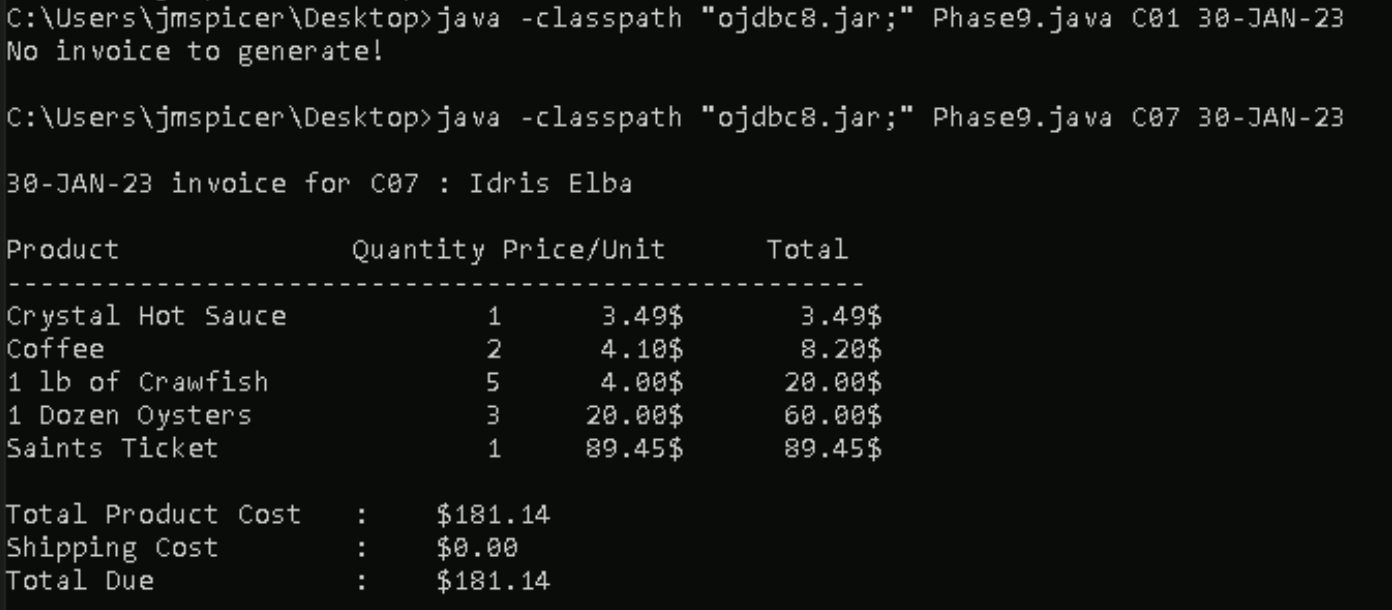 C:\Users\jmspicer\Desktop>java -classpath "ojdbc8.jar;" Phase9.java C01 30-JAN-23
No invoice to generate!
C:\Users\jmspicer\Desktop>java -classpath "ojdbc8.jar;" Phase9.java C07 30-JAN-23
30-JAN-23 invoice for C07 : Idris Elba
Product Quantity Price/Unit Total
----------------------------------------------------
Crystal Hot Sauce 1 3.49$ 3.49$
Coffee 2 4.10$ 8.20$
1 lb of Crawfish 5 4.00$ 20.00$
1 Dozen Oysters 3 20.00$ 60.00$
Saints Ticket 1 89.45$ 89.45$
Total Product Cost : $181.14
Shipping Cost : $0.00
Total Due : $181.14